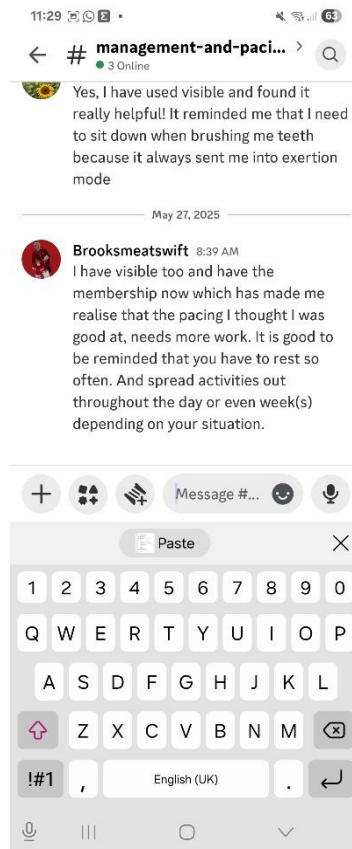 11:29
63
# management-and-paci... >
3 Online
Yes, I have used visible and found it
really helpful! It reminded me that I need
to sit down when brushing me teeth
because it always sent me into exertion
mode
May 27, 2025
Brooksmeatswift 8:39 AM
I have visible too and have the
membership now which has made me
realise that the pacing I thought I was
good at, needs more work. It is good to
be reminded that you have to rest so
often. And spread activities out
throughout the day or even week(s)
depending on your situation.
Message #...
Paste
1 2 3 4 5 6 7 8 9 0
Q W E R T Y U I O P
A S D F G H J K L
Z X C V B N M
!#1 , English (UK) .